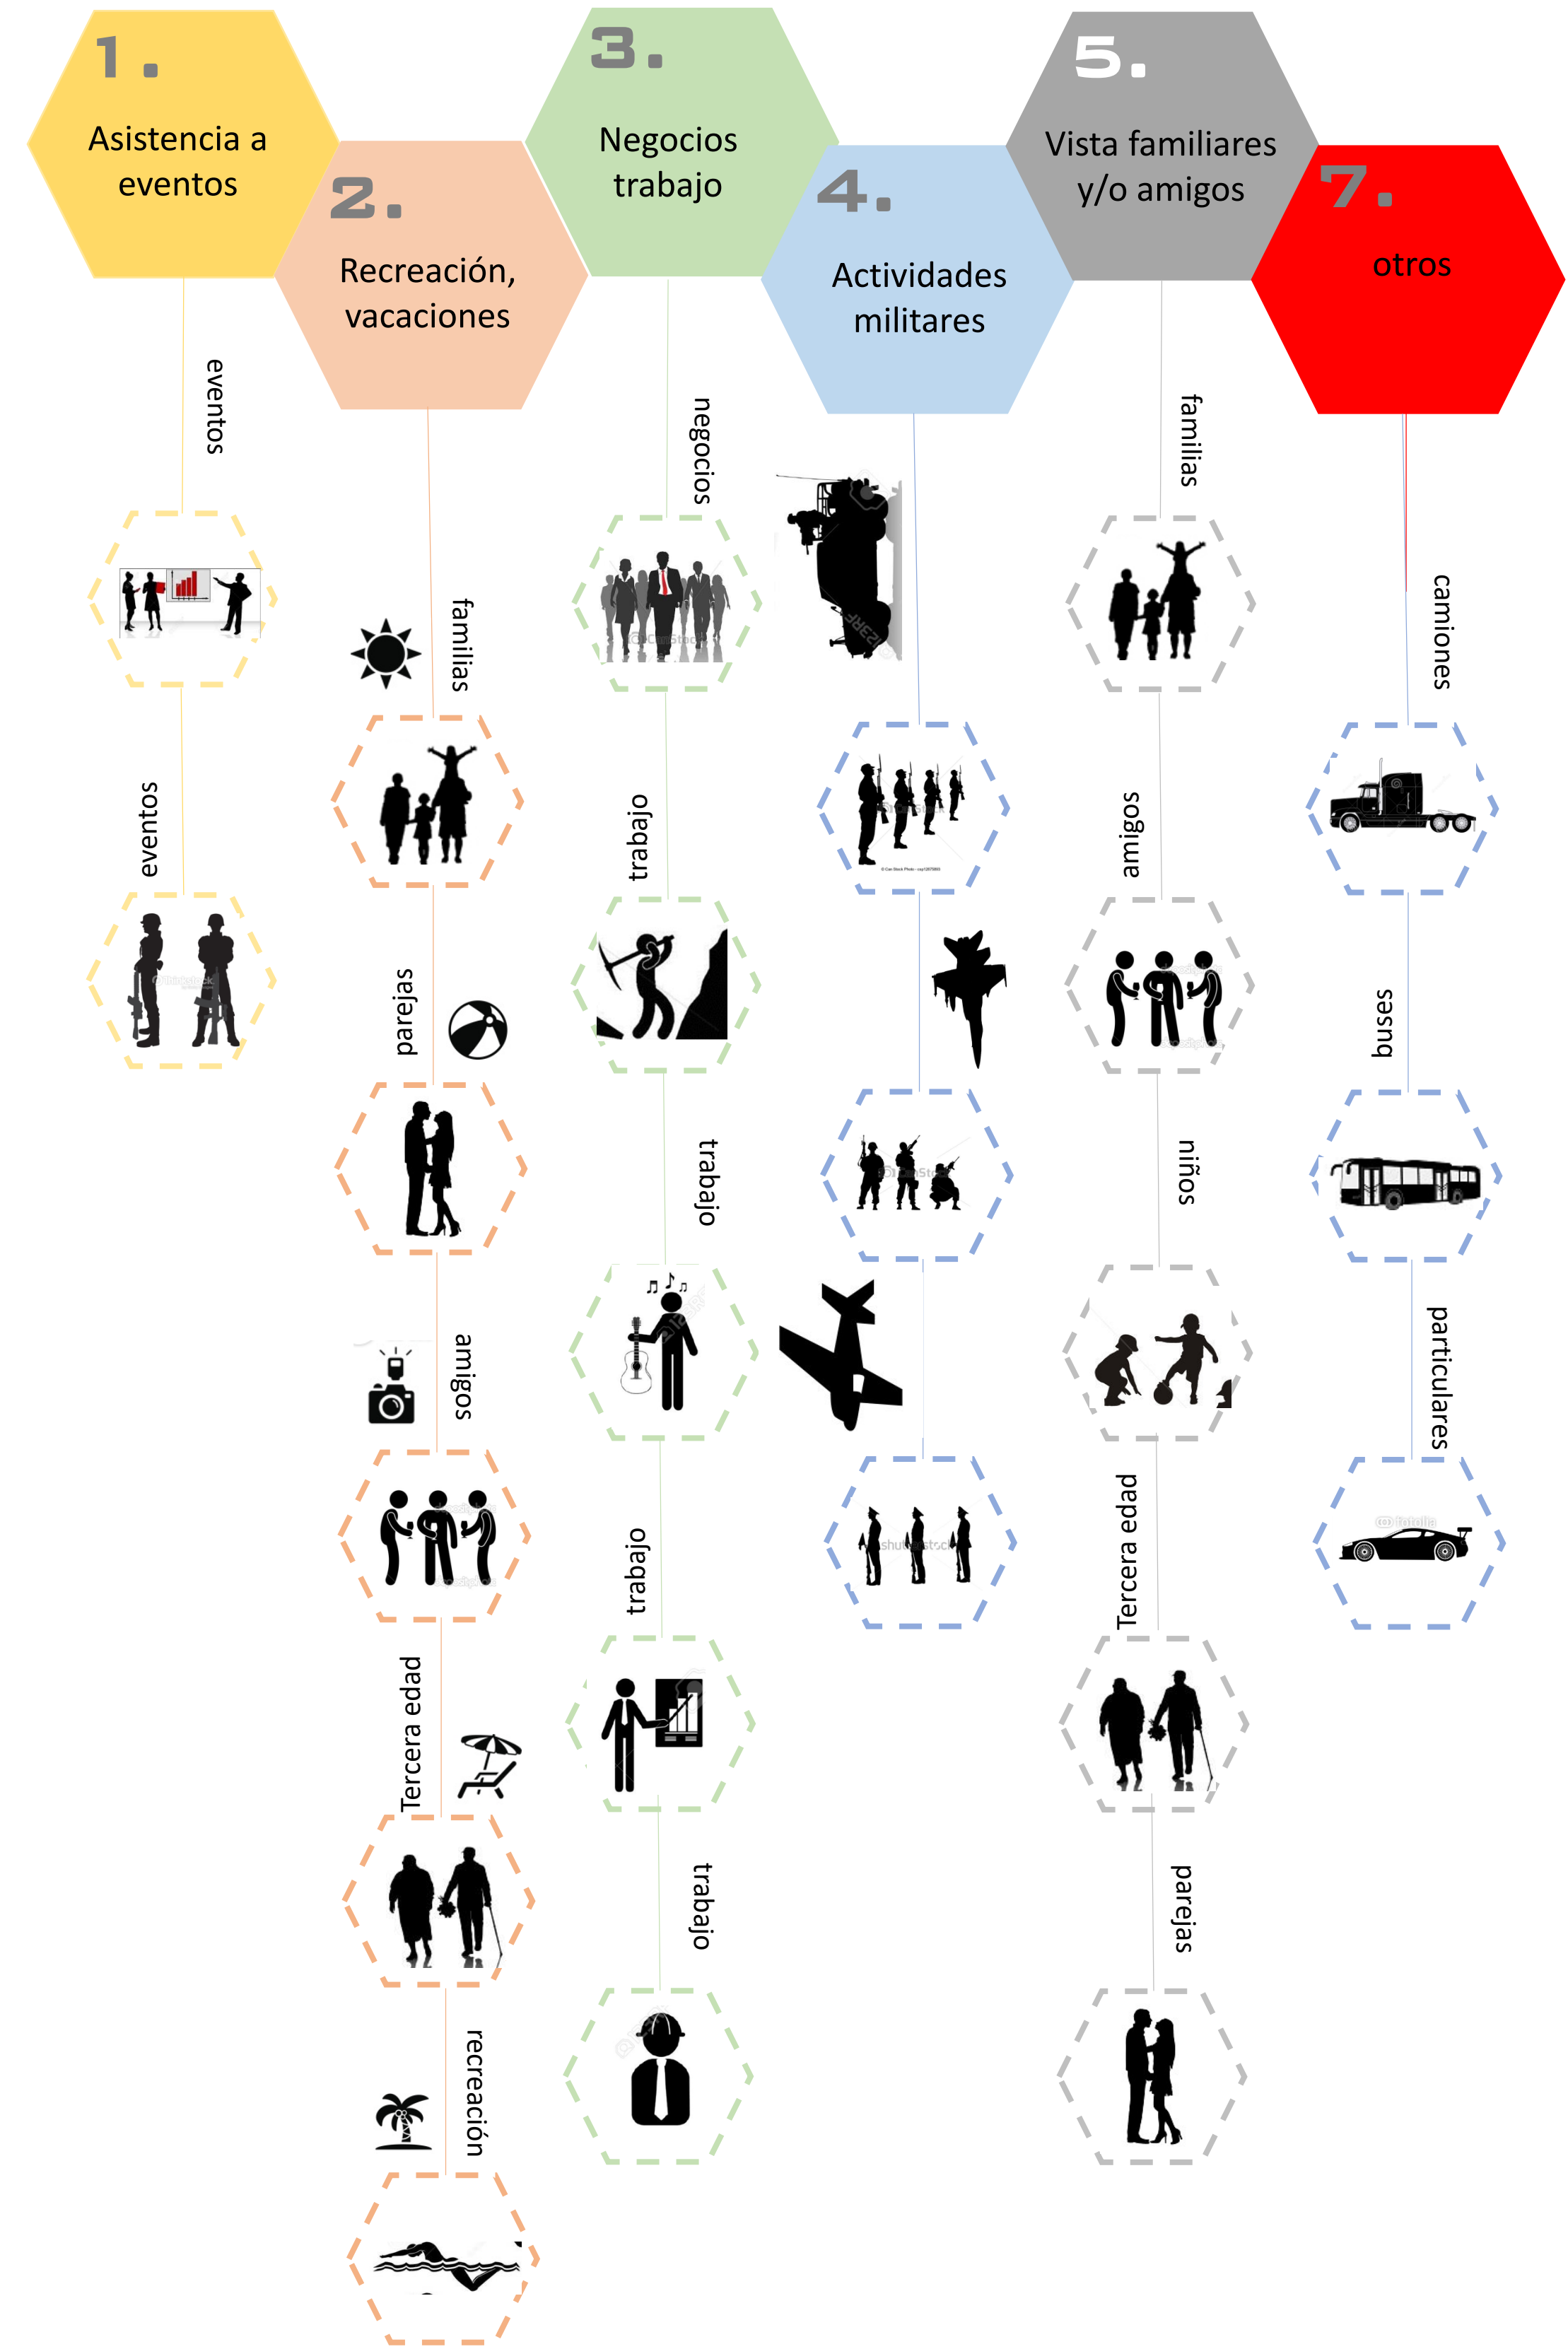 1.
Asistencia a
eventos
eventos
eventos
2.
Recreación,
vacaciones
familias
parejas
amigos
Tercera edad
recreación
3.
Negocios
trabajo
negocios
trabajo
trabajo
trabajo
trabajo
4.
Actividades
militares
5.
Vista familiares
y/o amigos
familias
amigos
niños
Tercera edad
parejas
7.
otros
camiones
buses
particulares